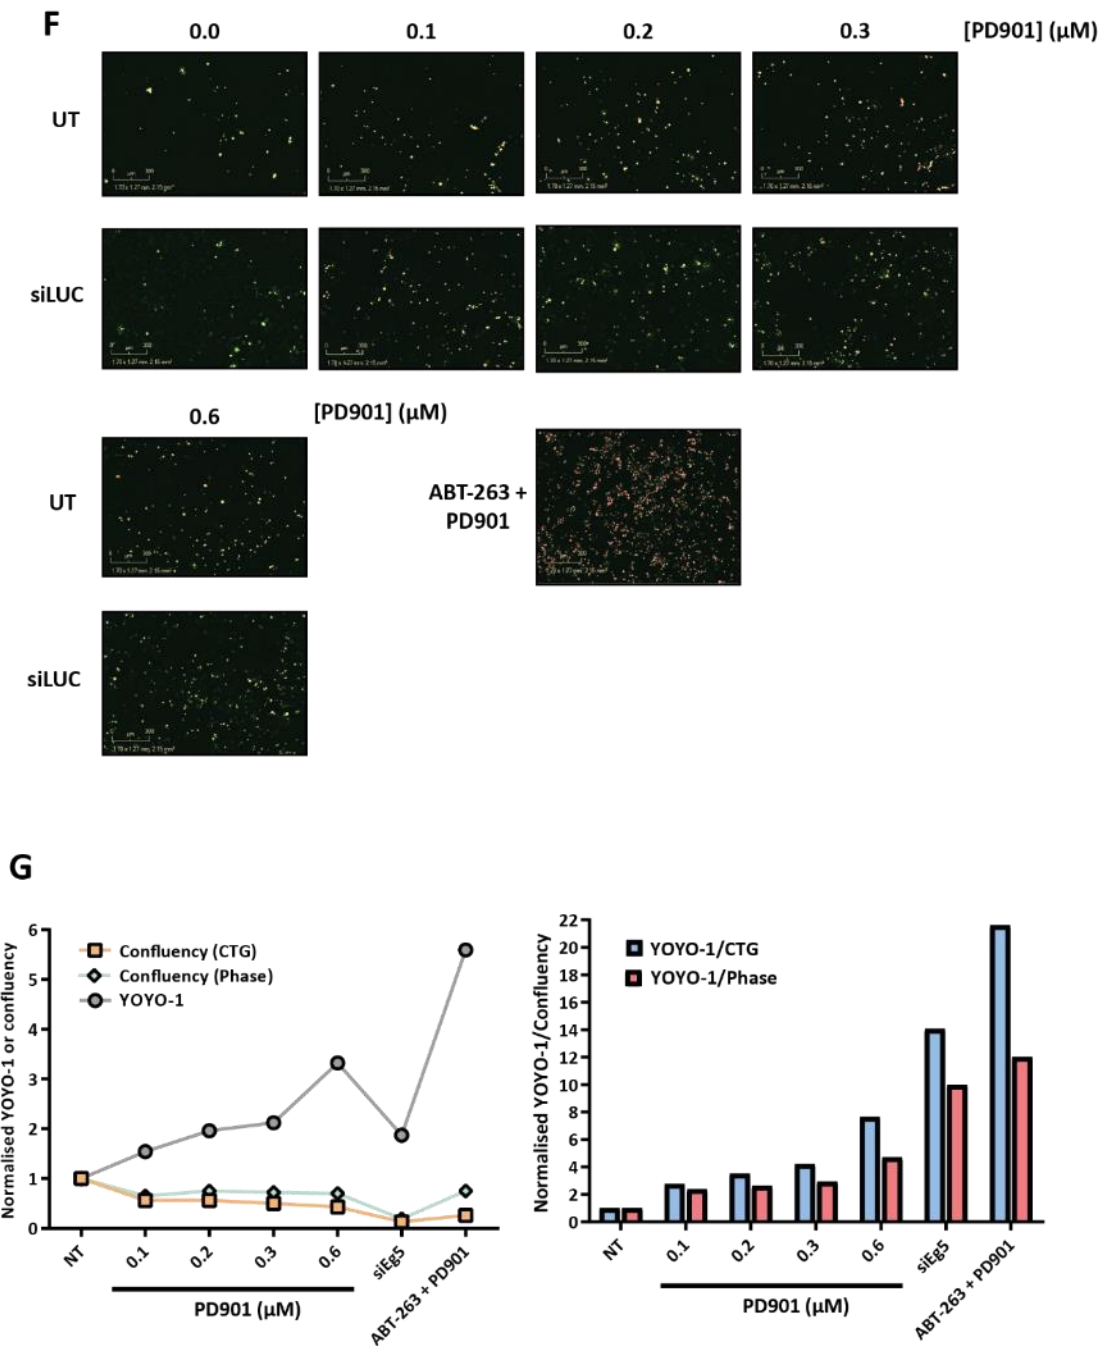 F
0.0 0.1 0.2 0.3 [PD901] (µM)
UT
siLUC
0.6 [PD901] (µM)
UT
ABT-263 +
PD901
siLUC
G
Normalised YOYO-1 or confluency
6
5
4
3
2
1
0
Confluency (CTG)
Confluency (Phase)
YOYO-1
NT 0.1 0.2 0.3 0.6 siEg5 ABT-263 + PD901
PD901 (µM)
Normalised YOYO-1/Confluency
22
20
18
16
14
12
10
8
6
4
2
0
YOYO-1/CTG
YOYO-1/Phase
NT 0.1 0.2 0.3 0.6 siEg5 ABT-263 + PD901
PD901 (µM)